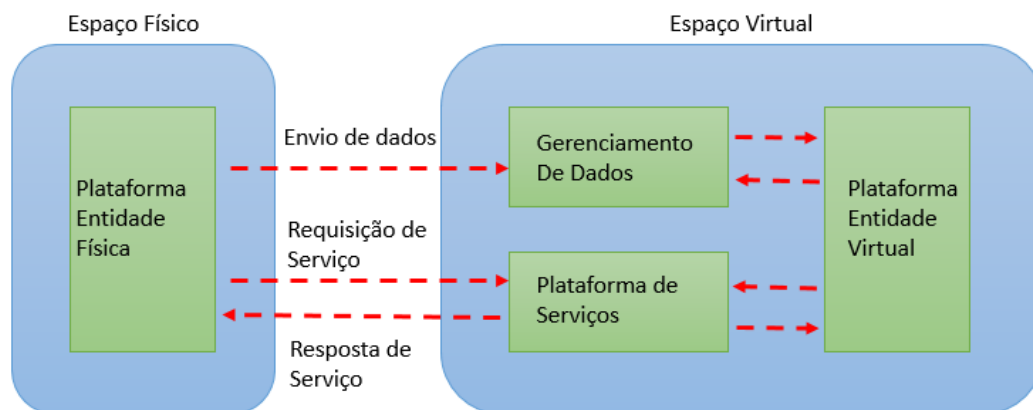 Espaço Físico
Espaço Virtual
Plataforma
Entidade
Física
Envio de dados
Requisição de
Serviço
Resposta de
Serviço
Gerenciamento
De Dados
Plataforma de
Serviços
Plataforma
Entidade
Virtual